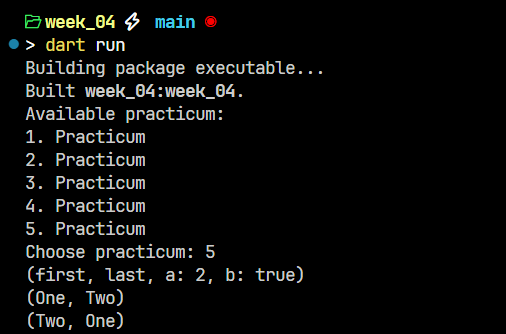 week_04 main
> dart run
Building package executable...
Built week_04:week_04.
Available practicum:
1. Practicum
2. Practicum
3. Practicum
4. Practicum
5. Practicum
Choose practicum: 5
(first, last, a: 2, b: true)
(One, Two)
(Two, One)